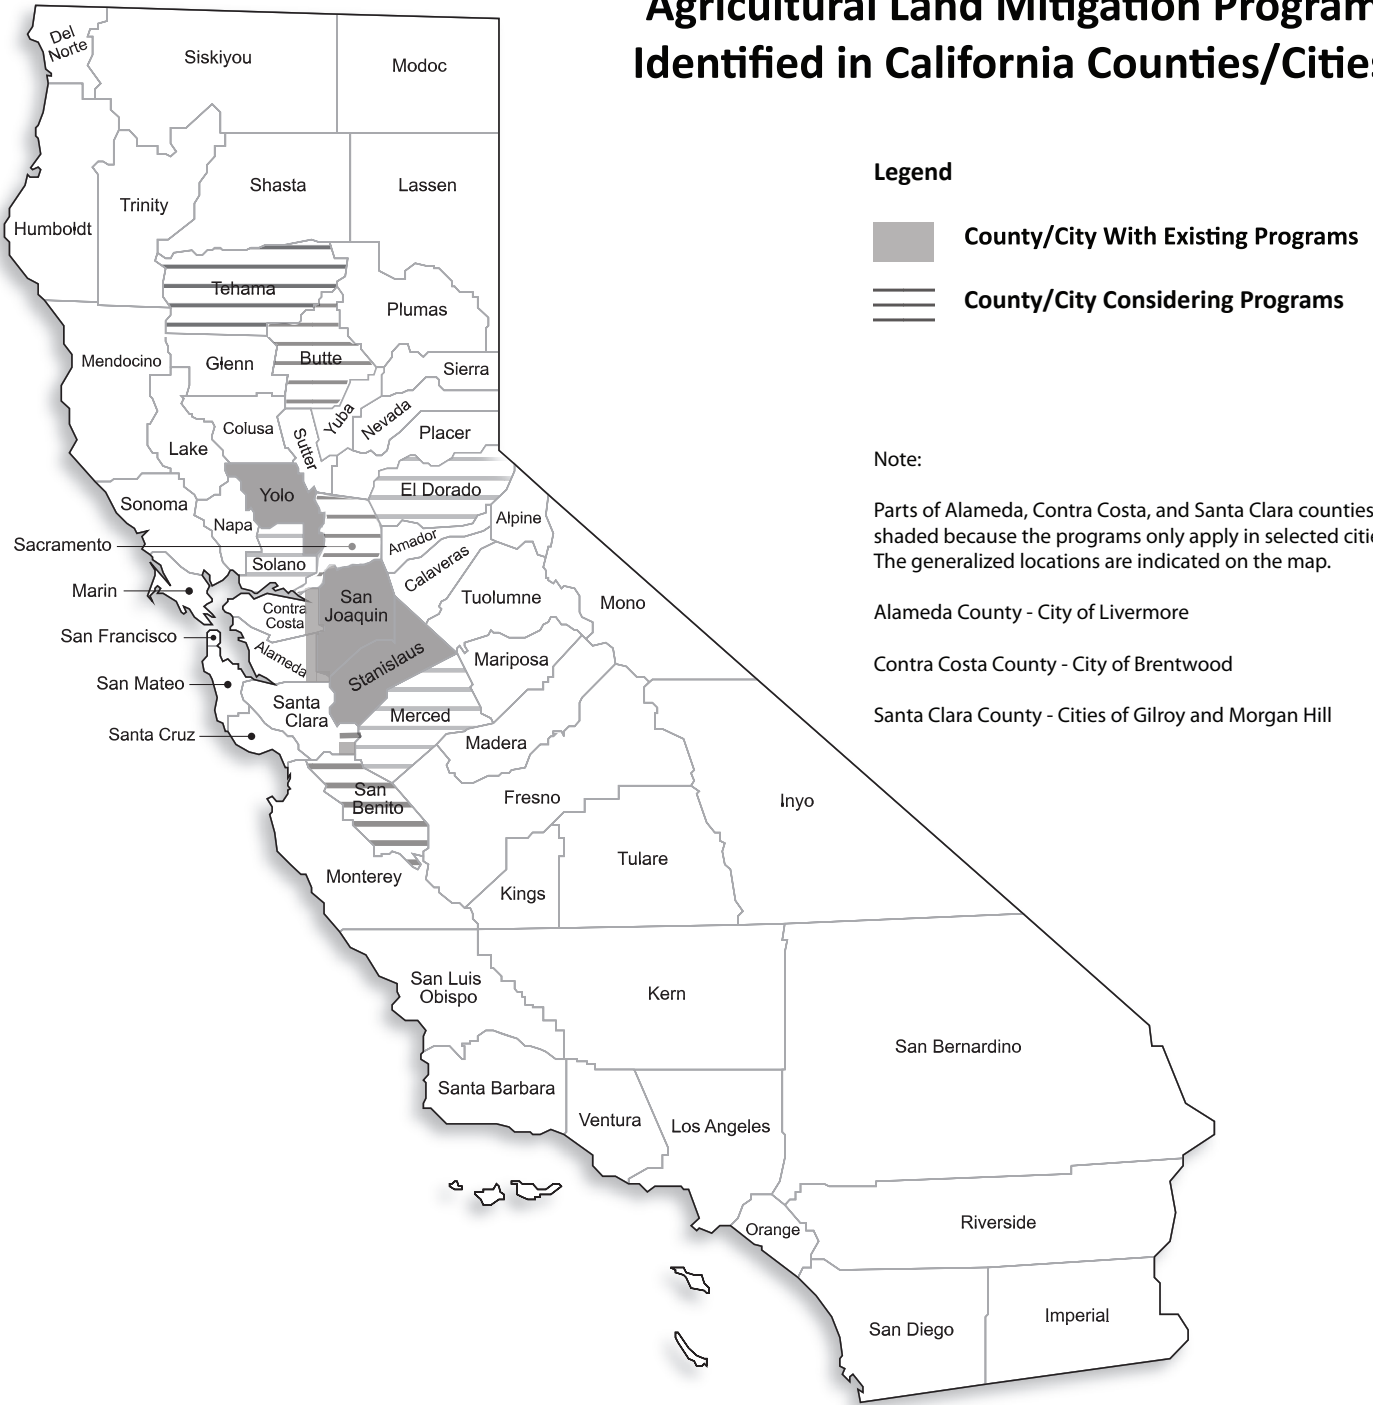 Agricultural Land Mitigation Program
Identified in California Counties/Cities
Legend
County/City With Existing Programs
County/City Considering Programs
Note:
Parts of Alameda, Contra Costa, and Santa Clara counties
shaded because the programs only apply in selected citie
The generalized locations are indicated on the map.
Alameda County - City of Livermore
Contra Costa County - City of Brentwood
Santa Clara County - Cities of Gilroy and Morgan Hill
Del
Norte
Siskiyou
Modoc
Shasta
Lassen
Trinity
Humboldt
Tehama
Plumas
Mendocino
Glenn
Butte
Sierra
Yuba
Nevada
Colusa
Sutter
Placer
Lake
El Dorado
Yolo
Sonoma
Napa
Alpine
Sacramento
Amador
Solano
Calaveras
Marin
San
Joaquin
Tuolumne
Mono
Contra
Costa
San Francisco
Alameda
Stanislaus
Mariposa
San Mateo
Santa
Clara
Merced
Santa Cruz
Madera
San
Benito
Fresno
Inyo
Tulare
Monterey
Kings
San Luis
Obispo
Kern
San Bernardino
Santa Barbara
Ventura
Los Angeles
Orange
Riverside
San Diego
Imperial